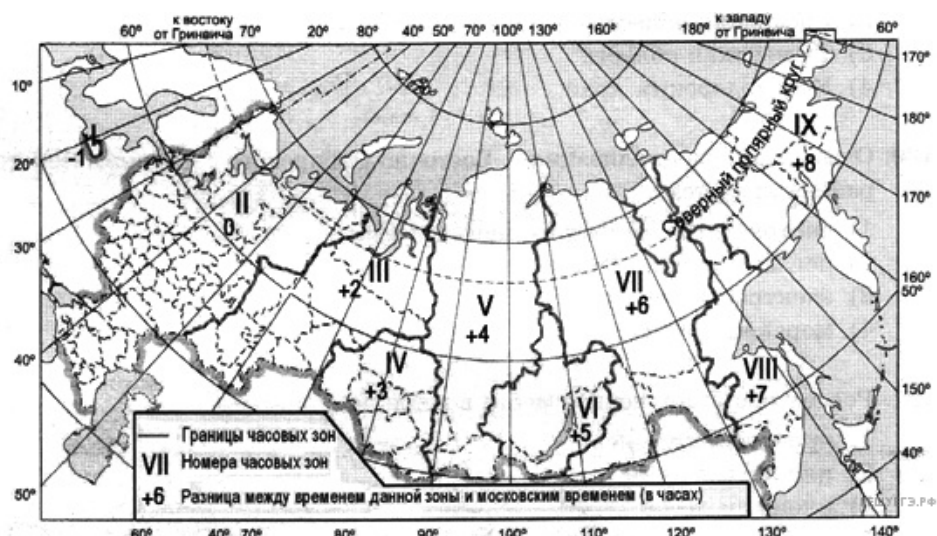 к востоку
от Гринвича
к западу
от Гринвича
60° 70° 20° 80° 30° 40° 50° 70° 100° 130° 160° 180° 60°
10°
20°
30°
40°
50°
170°
180°
170°
160°
50°
150°
40°
Северный полярный круг
I
-1
II
0
III
+2
IV
+3
V
+4
VI
+5
VII
+6
VIII
+7
IX
+8
Границы часовых зон
VII Номера часовых зон
+6 Разница между временем данной зоны и московским временем (в часах)
60° 40° 70° 80° 90° 100° 110° 120° 130° 140°